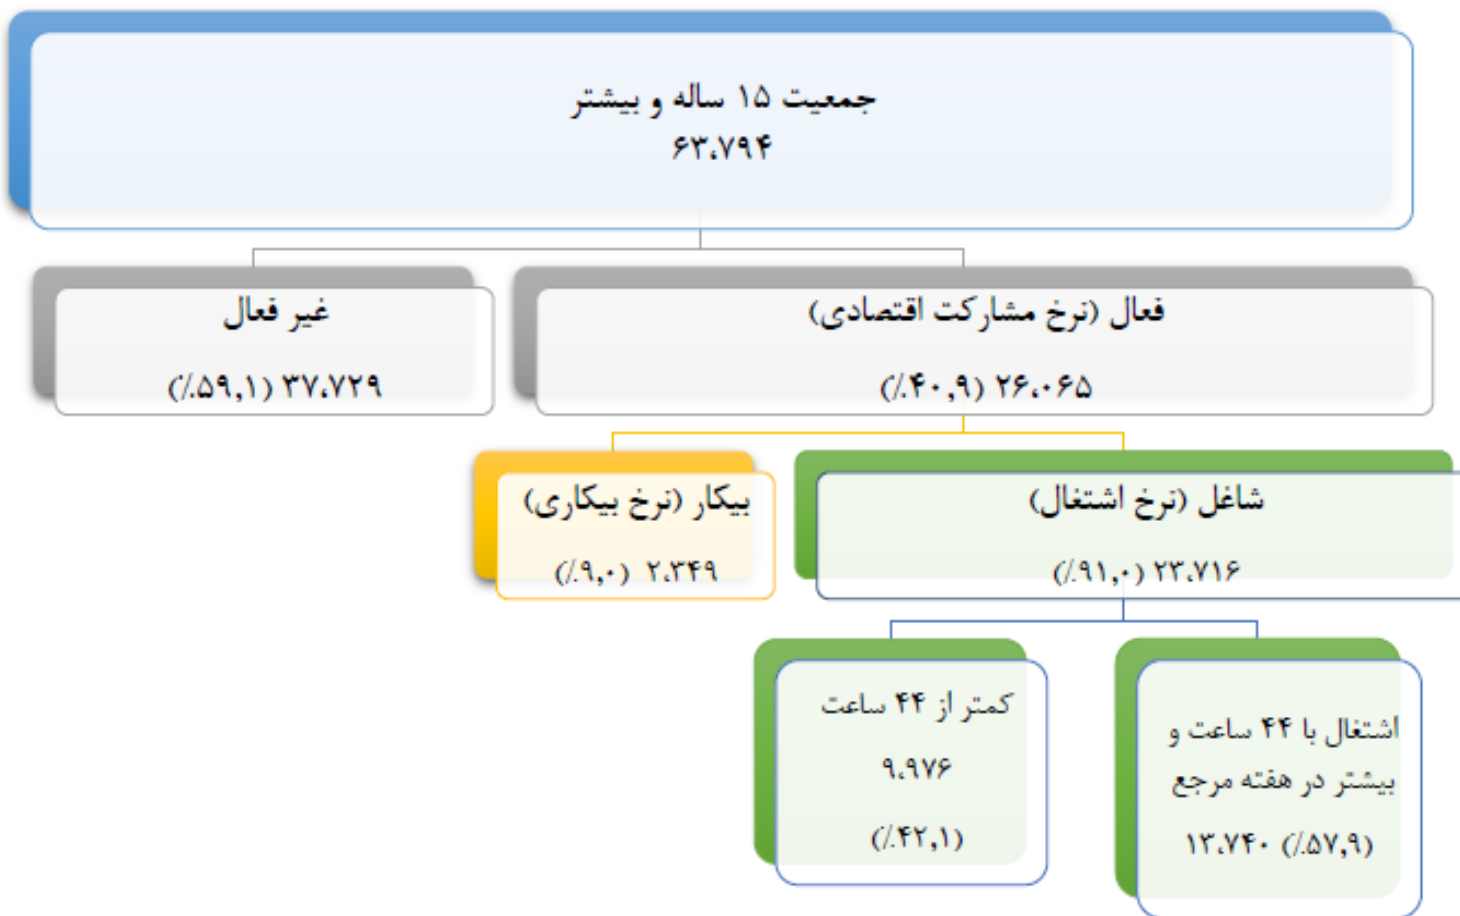 جمعیت ۱۵ ساله و بیشتر
۶۳،۷۹۴
فعال (نرخ مشارکت اقتصادی)
۲۶،۰۶۵ (۴۰,۹٪)
غیر فعال
۳۷،۷۲۹ (۵۹,۱٪)
شاغل (نرخ اشتغال)
۲۳،۷۱۶ (۹۱,۰٪)
بیکار (نرخ بیکاری)
۲،۳۴۹ (۹,۰٪)
اشتغال با ۴۴ ساعت و
بیشتر در هفته مرجع
۱۳،۷۴۰ (۵۷,۹٪)
کمتر از ۴۴ ساعت
۹،۹۷۶
(۴۲,۱٪)